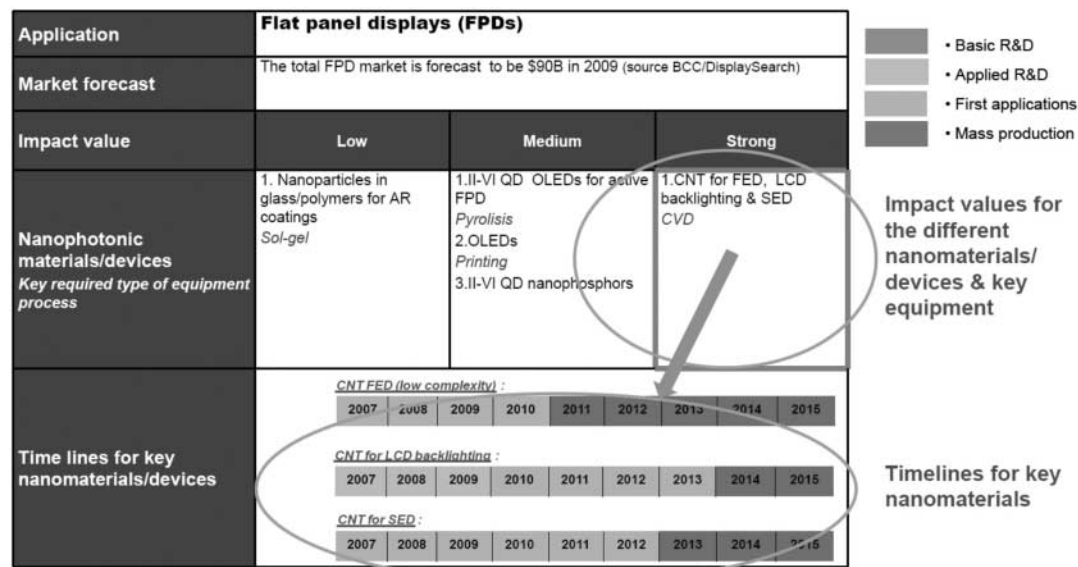 Application
Flat panel displays (FPDs)
Market forecast
The total FPD market is forecast to be $90B in 2009 (source BCC/DisplaySearch)
Impact value
Low
Medium
Strong
Nanophotonic
materials/devices
Key required type of equipment
process
1. Nanoparticles in
glass/polymers for AR
coatings
Sol-gel
1.II-VI QD OLEDs for active
FPD
Pyrolisis
2.OLEDs
Printing
3.II-VI QD nanophosphors
1.CNT for FED, LCD
backlighting & SED
CVD
Time lines for key
nanomaterials/devices
CNT FED (low complexity) :
2007 2008 2009 2010 2011 2012 2013 2014 2015
CNT for LCD backlighting :
2007 2008 2009 2010 2011 2012 2013 2014 2015
CNT for SED :
2007 2008 2009 2010 2011 2012 2013 2014 2015
• Basic R&D
• Applied R&D
• First applications
• Mass production
Impact values for
the different
nanomaterials/
devices & key
equipment
Timelines for key
nanomaterials